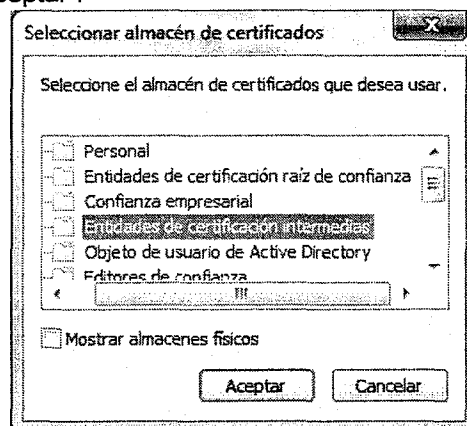 eptar".
Seleccionar almacén de certificados
Seleccione el almacén de certificados que desea usar.
Personal
Entidades de certificación raíz de confianza
Confianza empresarial
Entidades de certificación intermedias
Objeto de usuario de Active Directory
Editores de confianza
Mostrar almacenes físicos
Aceptar
Cancelar